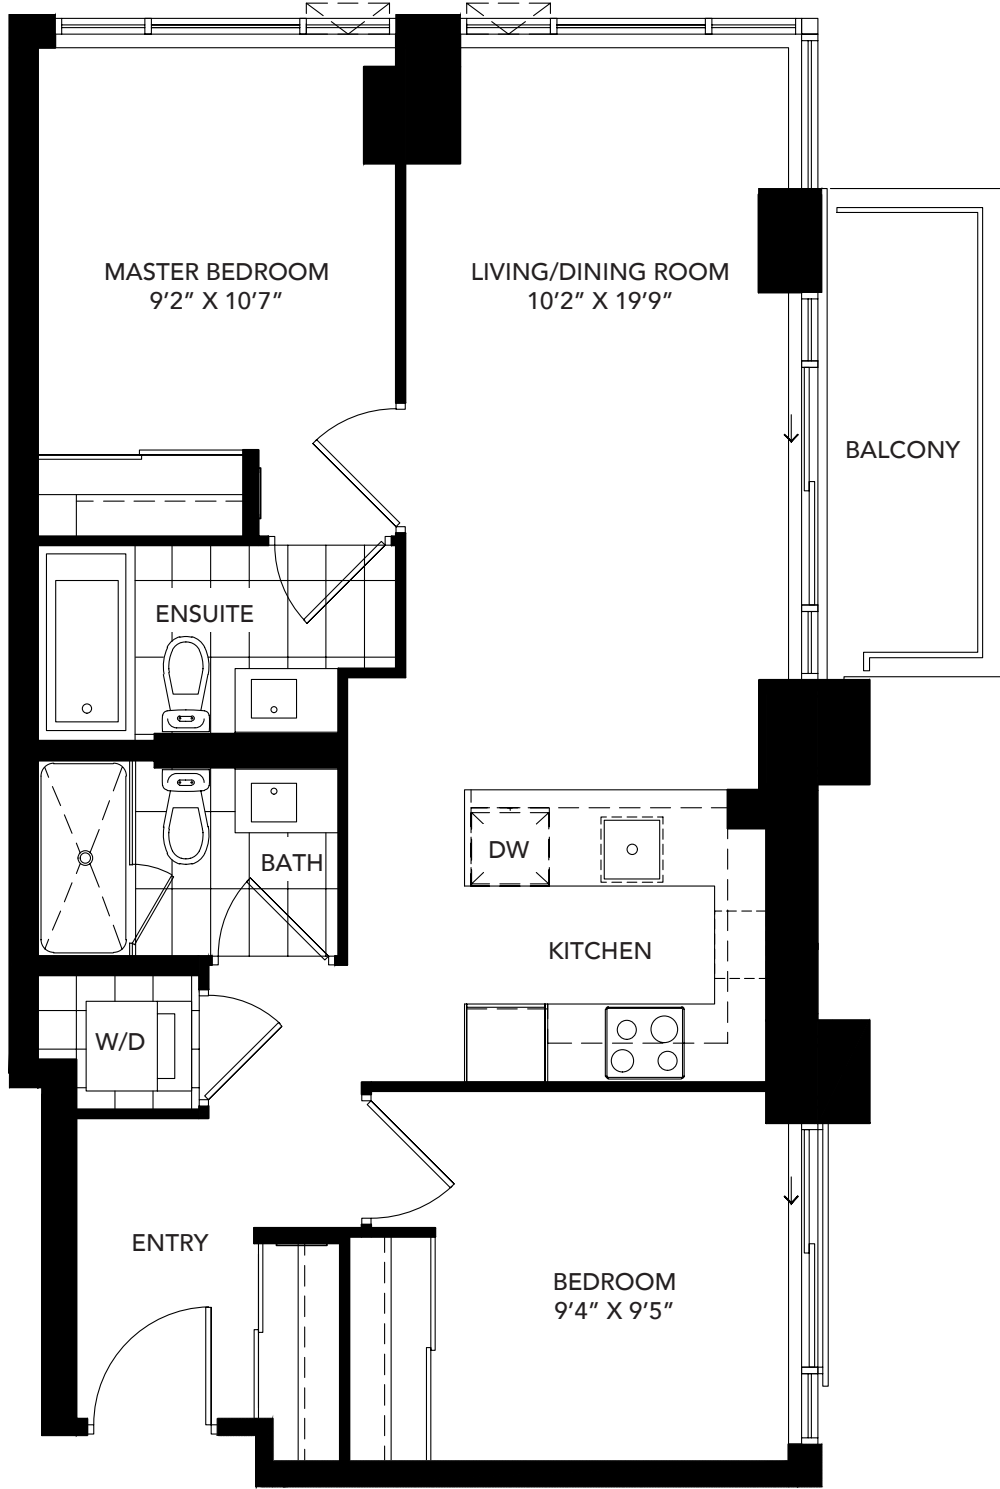 MASTER BEDROOM
9'2" X 10'7"
LIVING/DINING ROOM
10'2" X 19'9"
BALCONY
ENSUITE
BATH
DW
KITCHEN
W/D
ENTRY
BEDROOM
9'4" X 9'5"